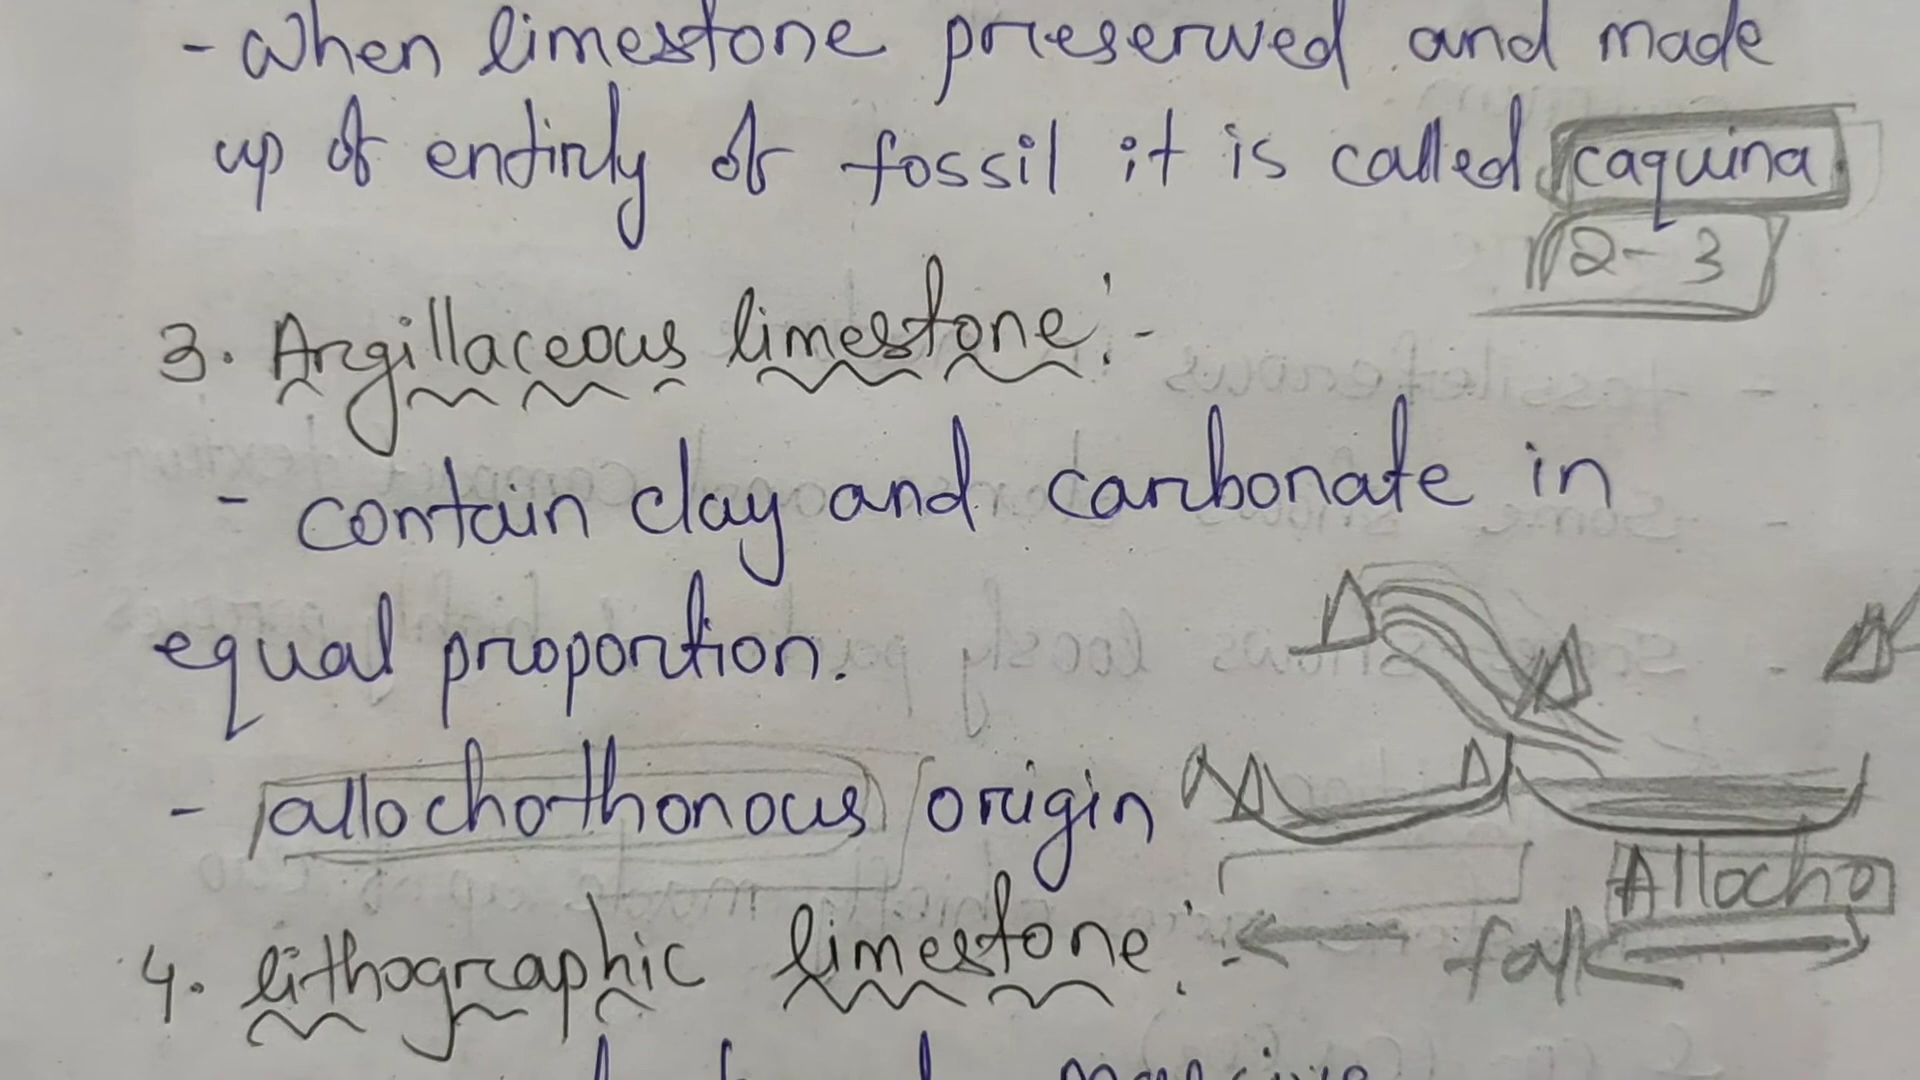 - When limestone preserved and made
up of entirly of fossil it is called caquina
2-3
3. Argillaceous limestone:-
- contain clay and carbonate in
equal proportion.
- allochothonous origin
Allocho
4. lithographic limestone:-
massive